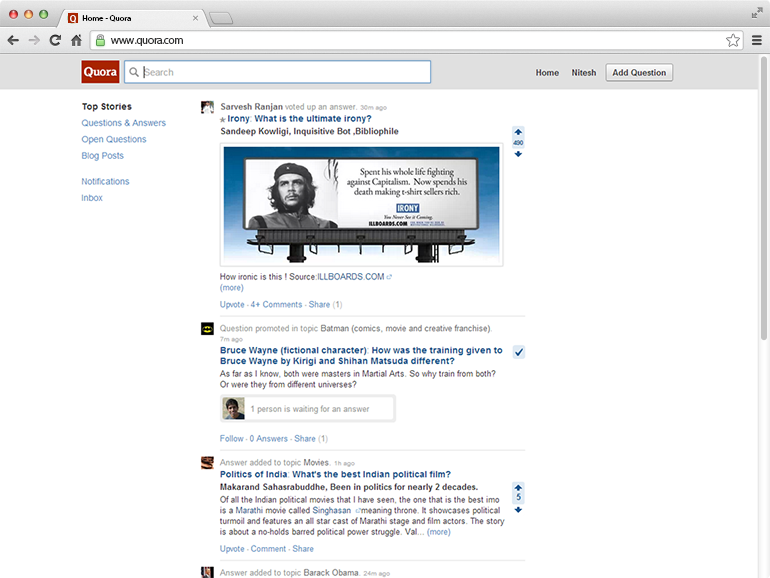 Home - Quora
www.quora.com
Quora
Search
Home
Nitesh
Add Question
Top Stories
Questions & Answers
Open Questions
Blog Posts
Notifications
Inbox
Sarvesh Ranjan voted up an answer. 30m ago
Irony: What is the ultimate irony?
Sandeep Kowligi, Inquisitive Bot ,Bibliophile
490
Spent his whole life fighting
against Capitalism. Now spends his
death making t-shirt sellers rich.
IRONY
You Never See it Coming.
ILLBOARDS.COM
How ironic is this ! Source:ILLBOARDS.COM
(more)
Upvote · 4+ Comments · Share (1)
Question promoted in topic Batman (comics, movie and creative franchise).
7m ago
Bruce Wayne (fictional character): How was the training given to
Bruce Wayne by Kirigi and Shihan Matsuda different?
As far as I know, both were masters in Martial Arts. So why train from both?
Or were they from different universes?
1 person is waiting for an answer
Follow · 0 Answers · Share (1)
Answer added to topic Movies. 1h ago
Politics of India: What's the best Indian political film?
Makarand Sahasrabuddhe, Been in politics for nearly 2 decades.
5
Of all the Indian political movies that I have seen, the one that is the best imo
is a Marathi movie called Singhasan meaning throne. It showcases political
turmoil and features an all star cast of Marathi stage and film actors. The story
is about a no-holds barred political power struggle. Val... (more)
Upvote · Comment · Share
Answer added to topic Barack Obama. 24m ago